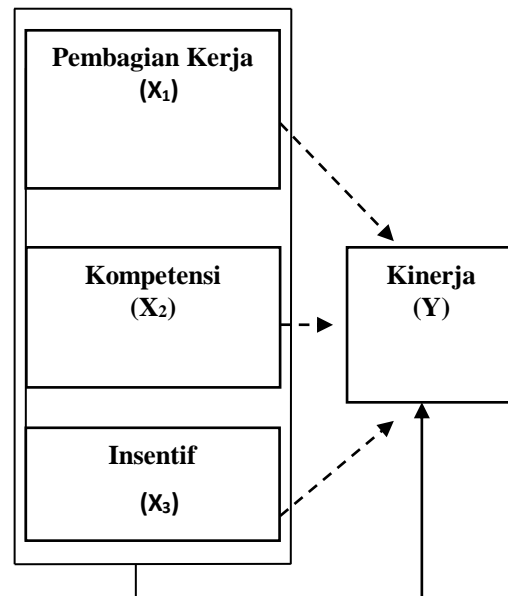 Pembagian Kerja
(X₁)
Kompetensi
(X₂)
Kinerja
(Y)
Insentif
(X₃)